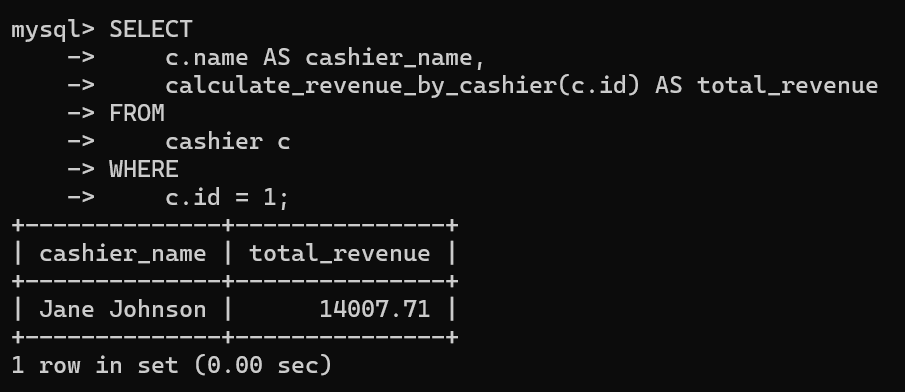 mysql> SELECT
    ->     c.name AS cashier_name,
    ->     calculate_revenue_by_cashier(c.id) AS total_revenue
    -> FROM
    ->     cashier c
    -> WHERE
    ->     c.id = 1;
+--------------+---------------+
| cashier_name | total_revenue |
+--------------+---------------+
| Jane Johnson |      14007.71 |
+--------------+---------------+
1 row in set (0.00 sec)